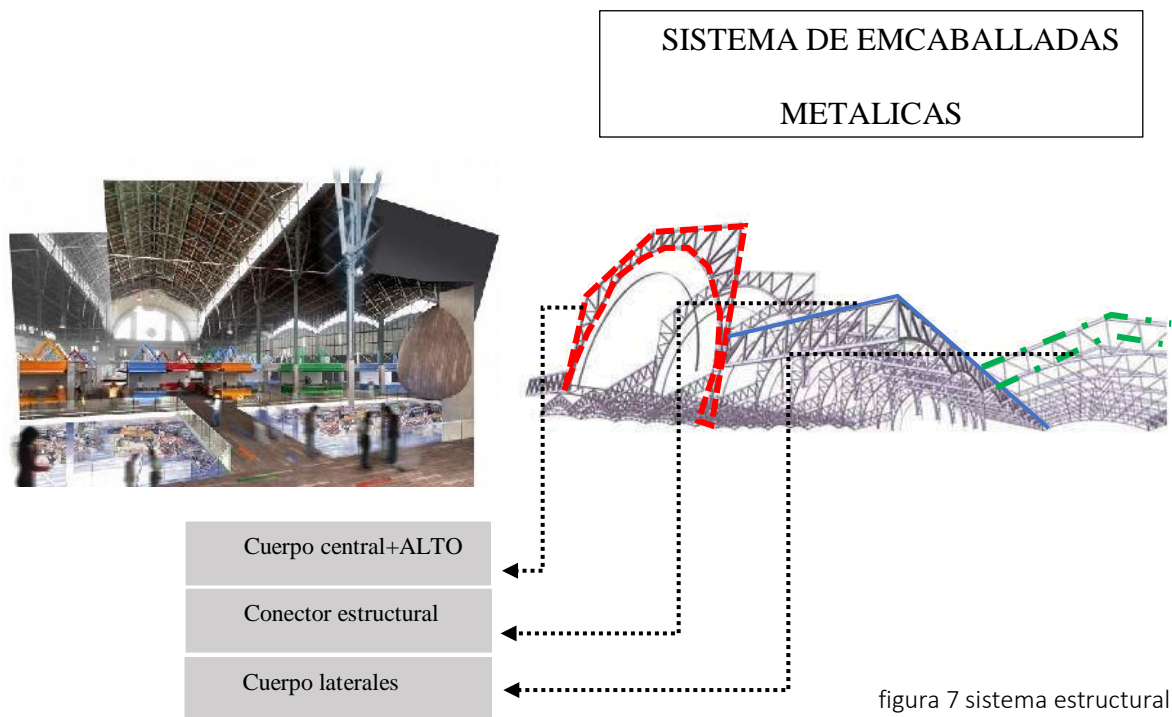 SISTEMA DE EMCABALLADAS
METALICAS
Cuerpo central+ALTO
Conector estructural
Cuerpo laterales
figura 7 sistema estructural